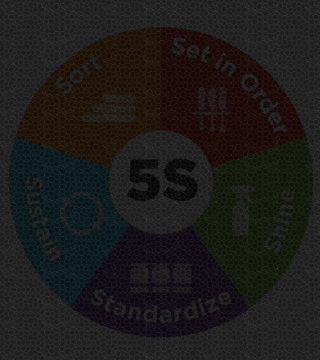 Sort
Set in Order
5S
Sustain
Shine
Standardize